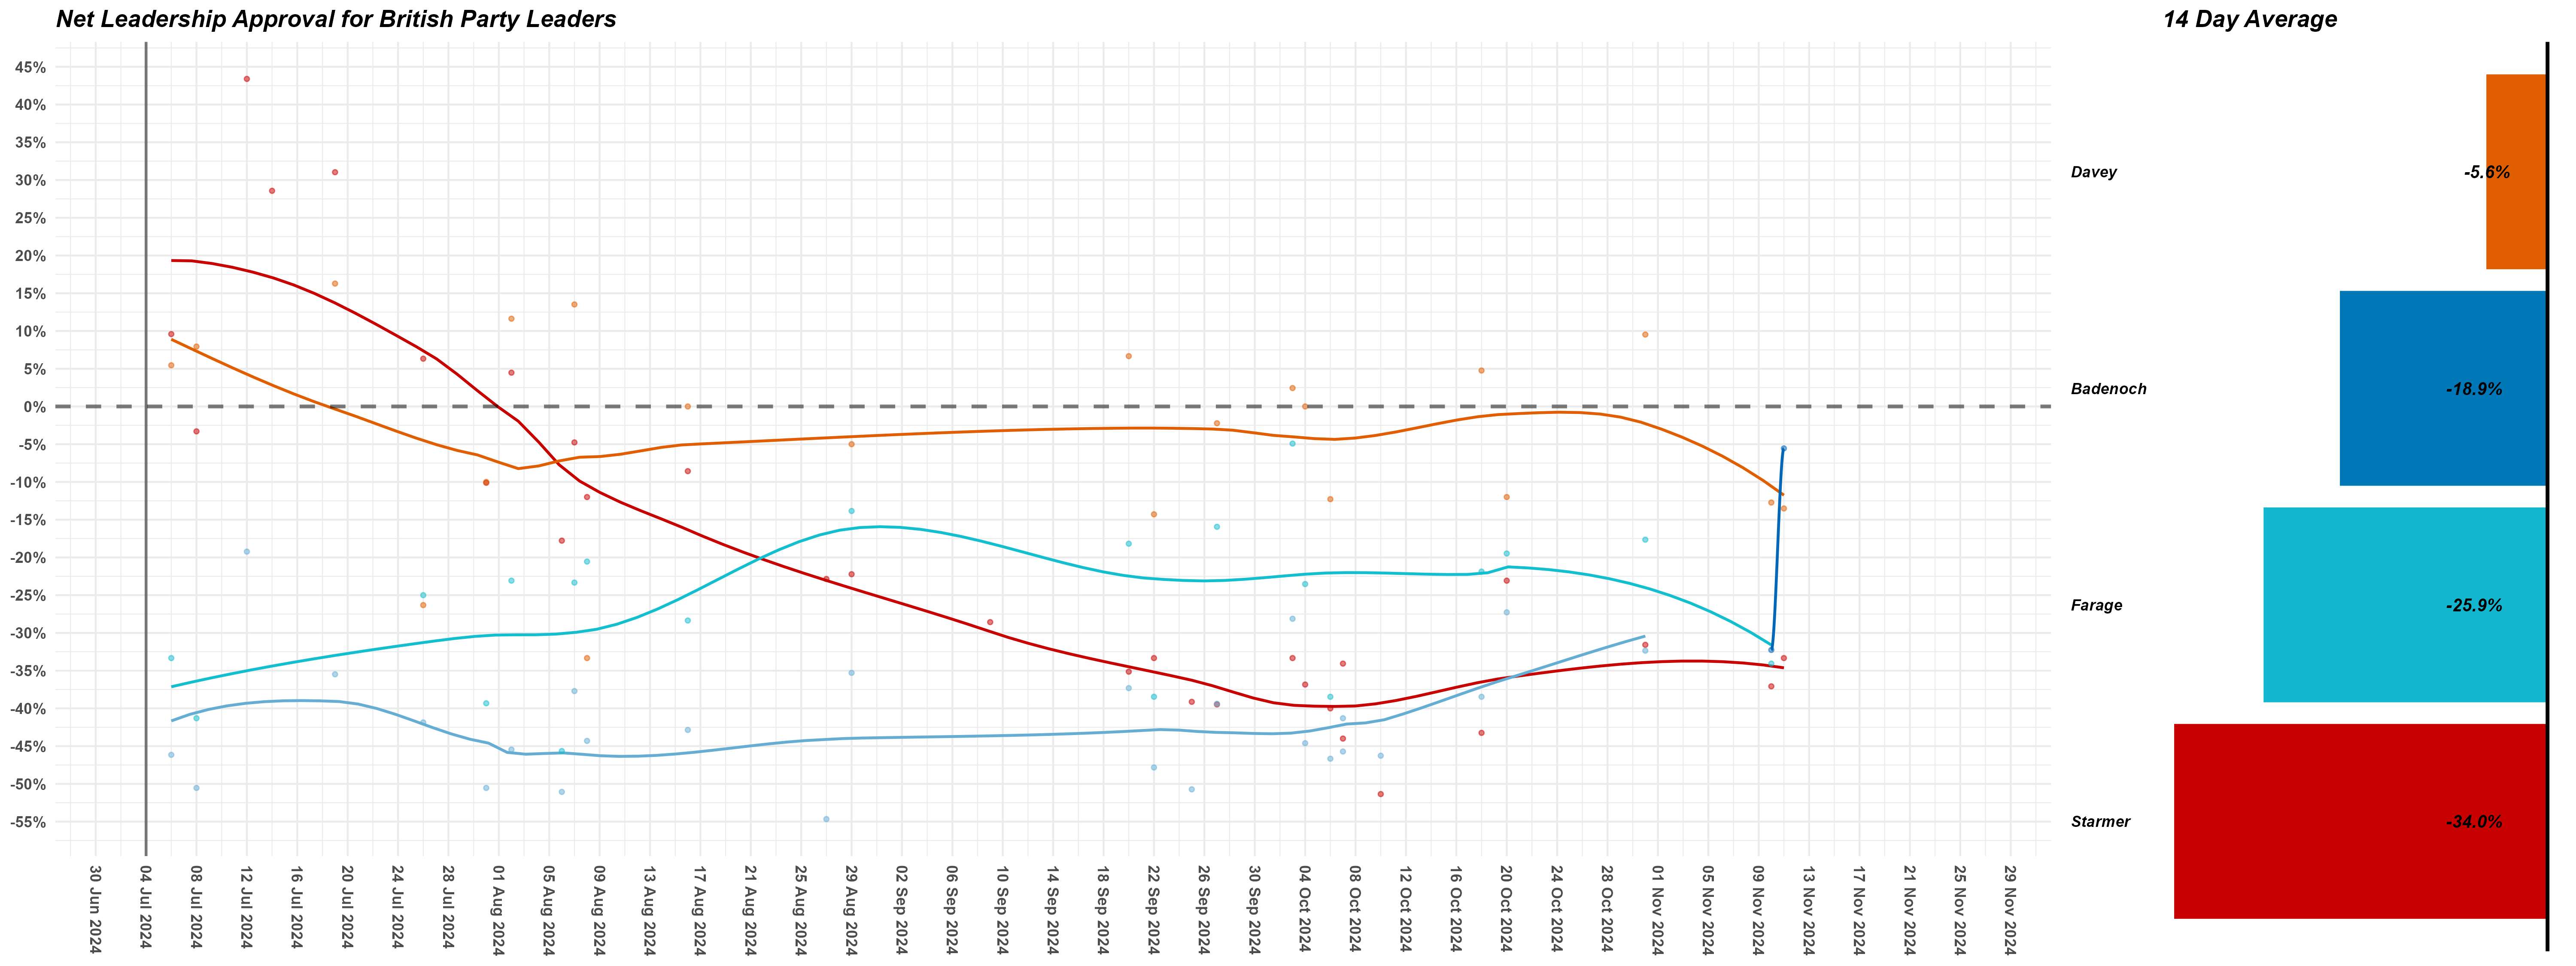 Net Leadership Approval for British Party Leaders
14 Day Average
45%
40%
35%
30%
25%
20%
15%
10%
5%
0%
-5%
-10%
-15%
-20%
-25%
-30%
-35%
-40%
-45%
-50%
-55%
30 Jun 2024
04 Jul 2024
08 Jul 2024
12 Jul 2024
16 Jul 2024
20 Jul 2024
24 Jul 2024
28 Jul 2024
01 Aug 2024
05 Aug 2024
09 Aug 2024
13 Aug 2024
17 Aug 2024
21 Aug 2024
25 Aug 2024
29 Aug 2024
02 Sep 2024
06 Sep 2024
10 Sep 2024
14 Sep 2024
18 Sep 2024
22 Sep 2024
26 Sep 2024
30 Sep 2024
04 Oct 2024
08 Oct 2024
12 Oct 2024
16 Oct 2024
20 Oct 2024
24 Oct 2024
28 Oct 2024
01 Nov 2024
05 Nov 2024
09 Nov 2024
13 Nov 2024
17 Nov 2024
21 Nov 2024
25 Nov 2024
29 Nov 2024
Davey -5.6%
Badenoch -18.9%
Farage -25.9%
Starmer -34.0%